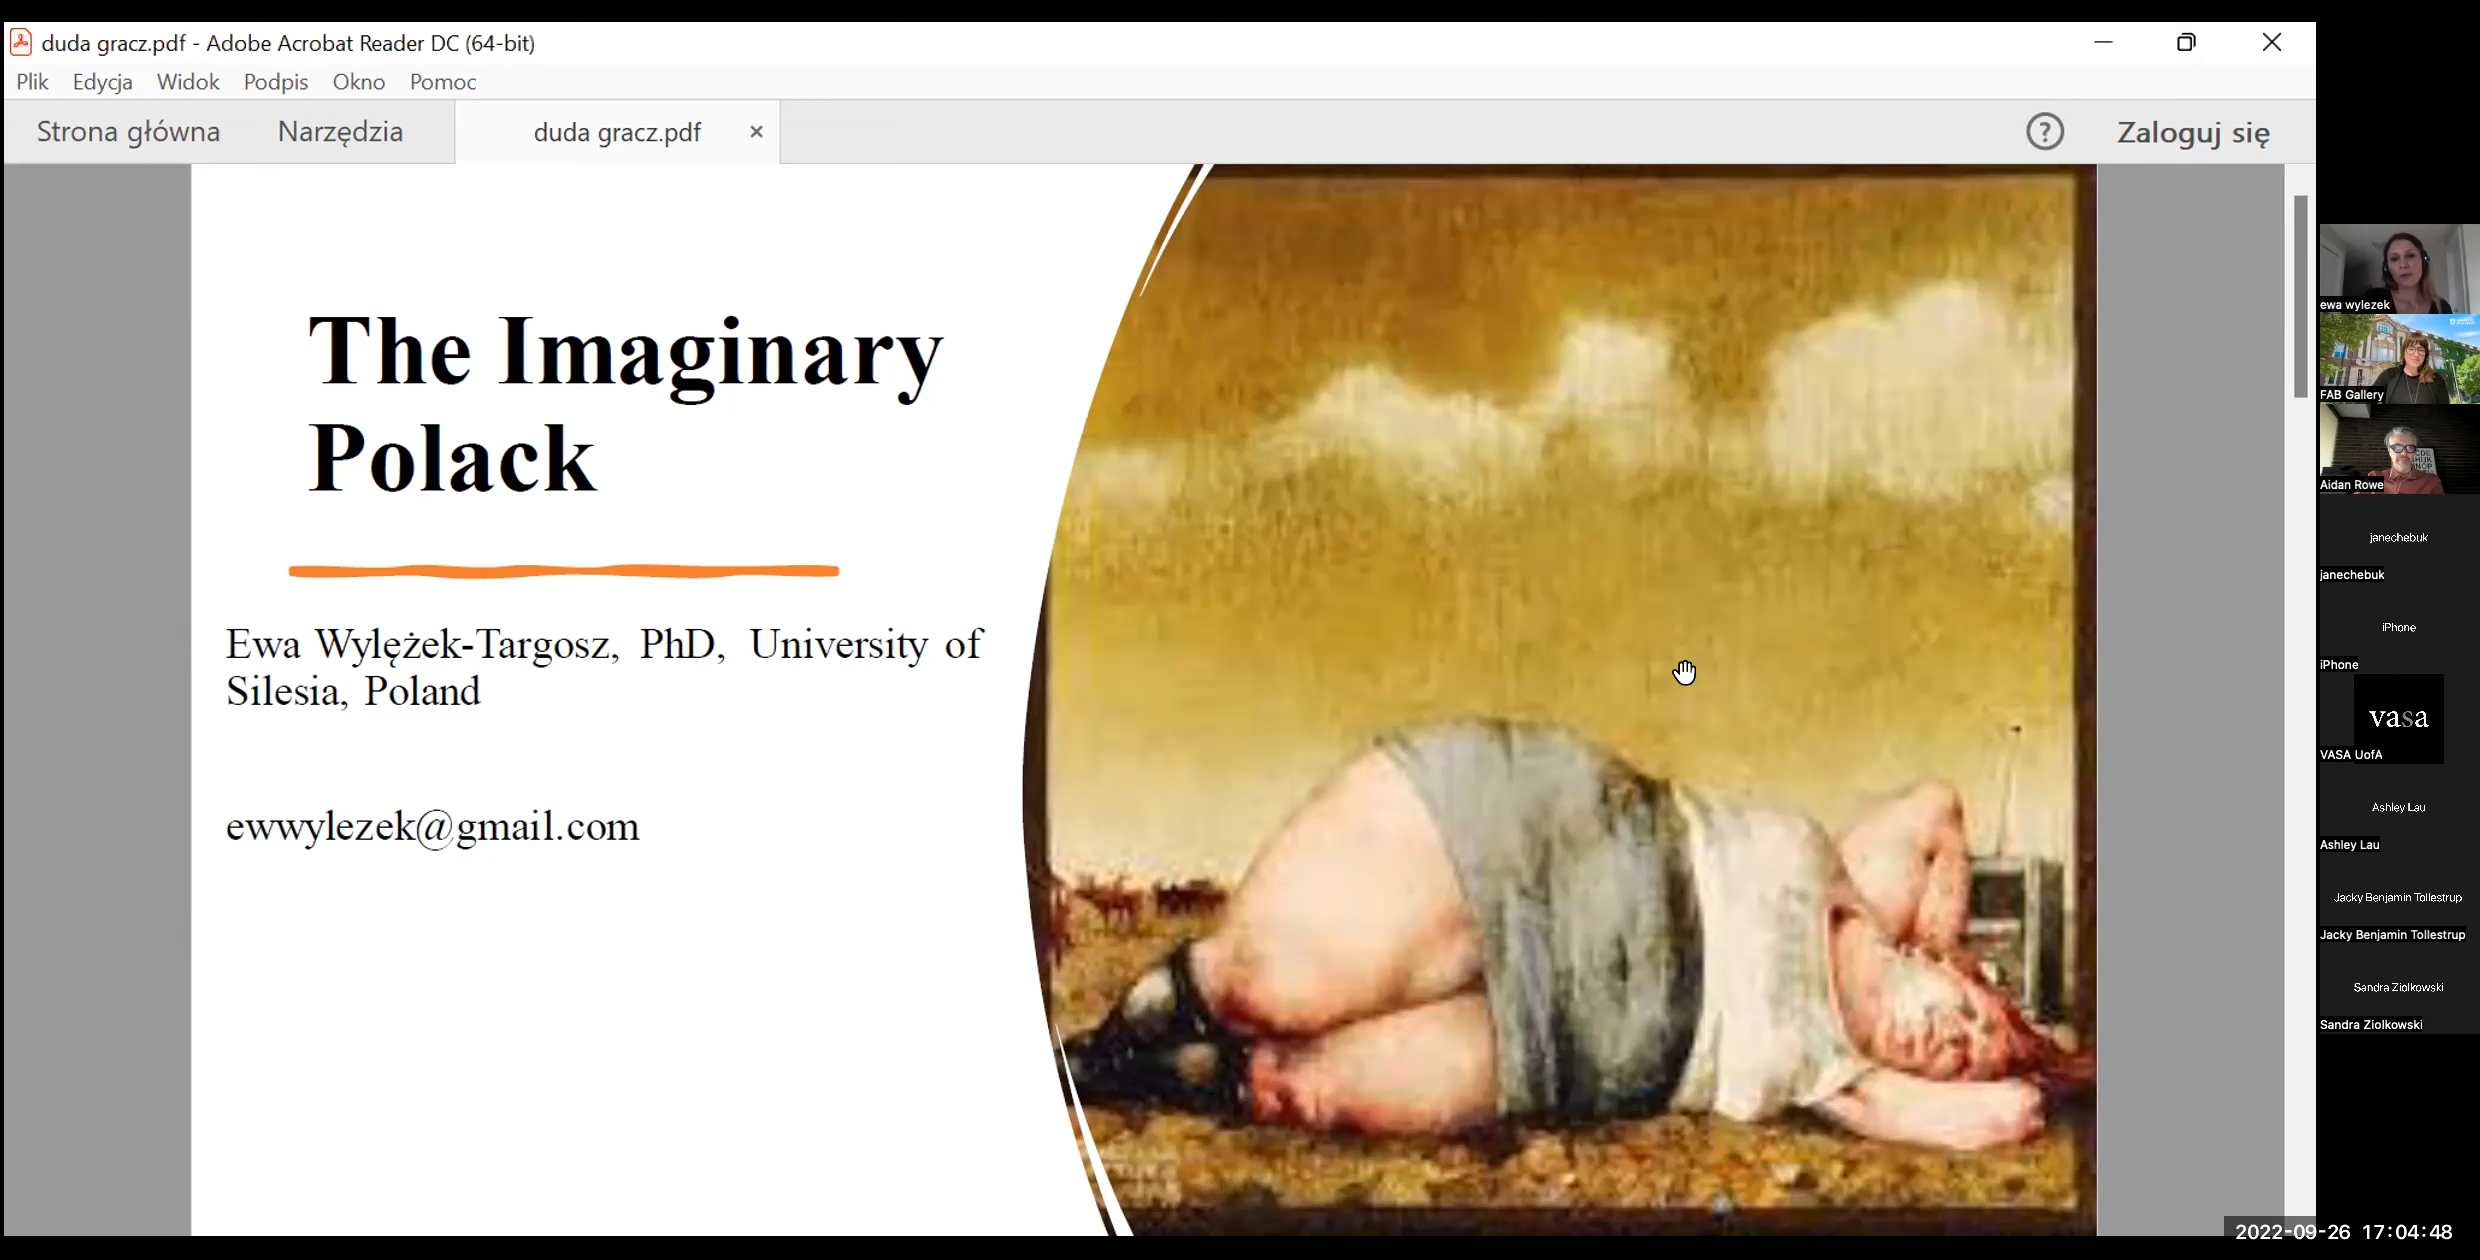 duda gracz.pdf - Adobe Acrobat Reader DC (64-bit)
Plik Edycja Widok Podpis Okno Pomoc
Strona główna Narzędzia duda gracz.pdf × ? Zaloguj się
The Imaginary
Polack
Ewa Wylężek-Targosz, PhD, University of
Silesia, Poland
ewwylezek@gmail.com
ewa wylezek
FAB Gallery
Aidan Rowe
janechebuk
janechebuk
iPhone
iPhone
vasa
VASA UofA
Ashley Lau
Ashley Lau
Jacky Benjamin Tollestrup
Jacky Benjamin Tollestrup
Sandra Ziolkowski
Sandra Ziolkowski
2022-09-26 17:04:48